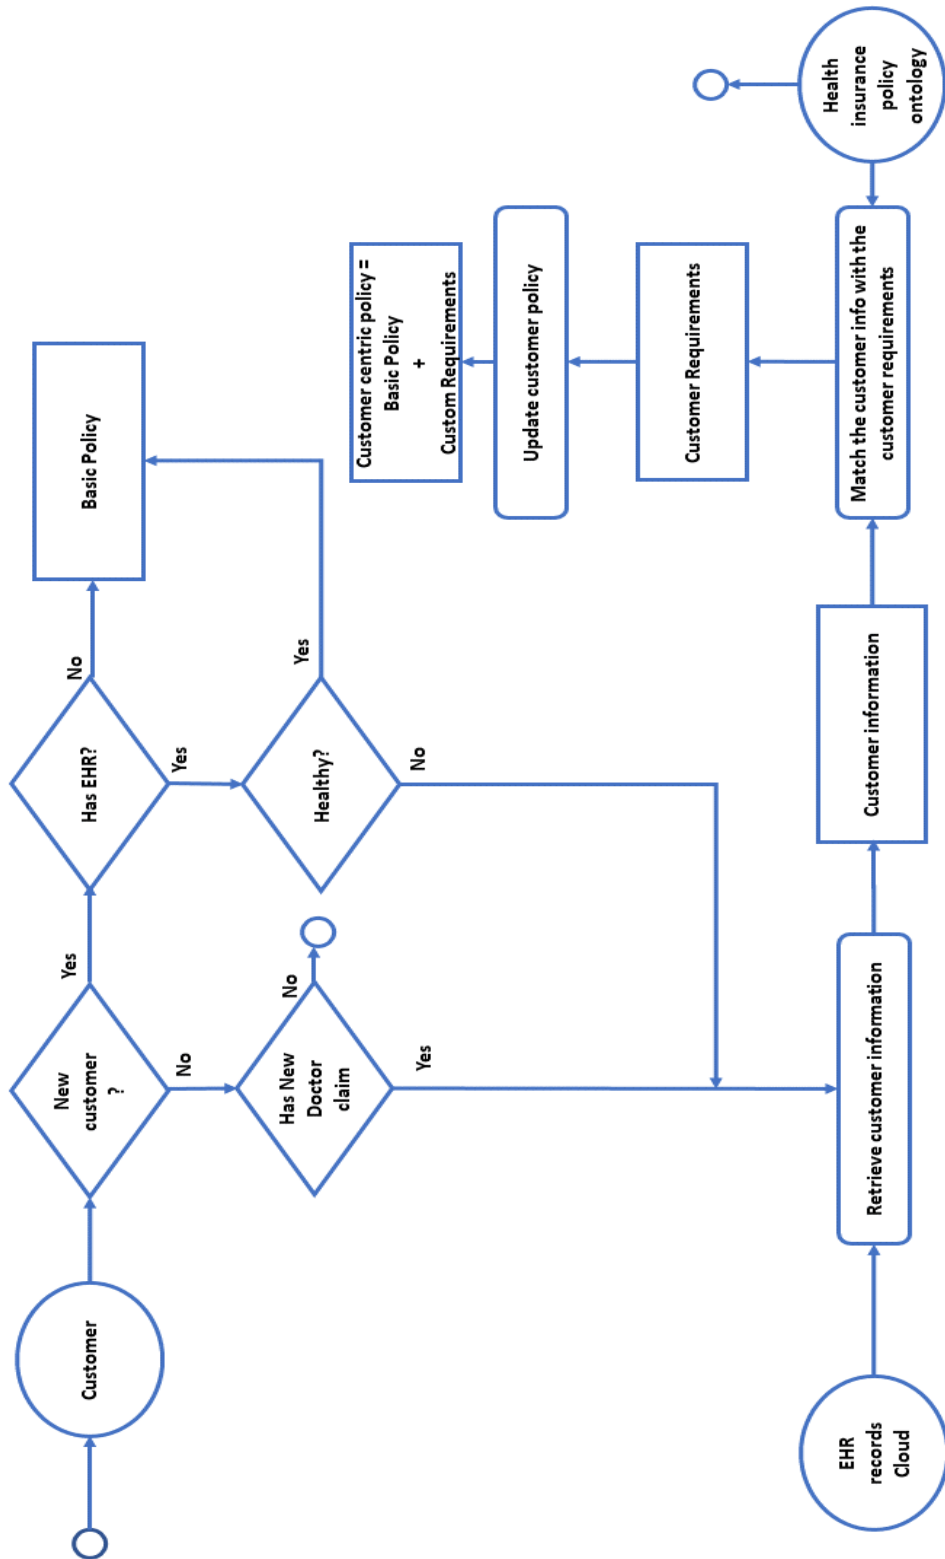 Customer
New
customer
?
Yes
Has EHR?
No
Basic Policy
No
Yes
Has New
Doctor
claim
No
Healthy?
Yes
Yes
No
Customer centric policy =
Basic Policy
+
Custom Requirements
Update customer policy
Customer Requirements
EHR
records
Cloud
Retrieve customer information
Customer information
Match the customer info with the
customer requirements
Health
insurance
policy
ontology